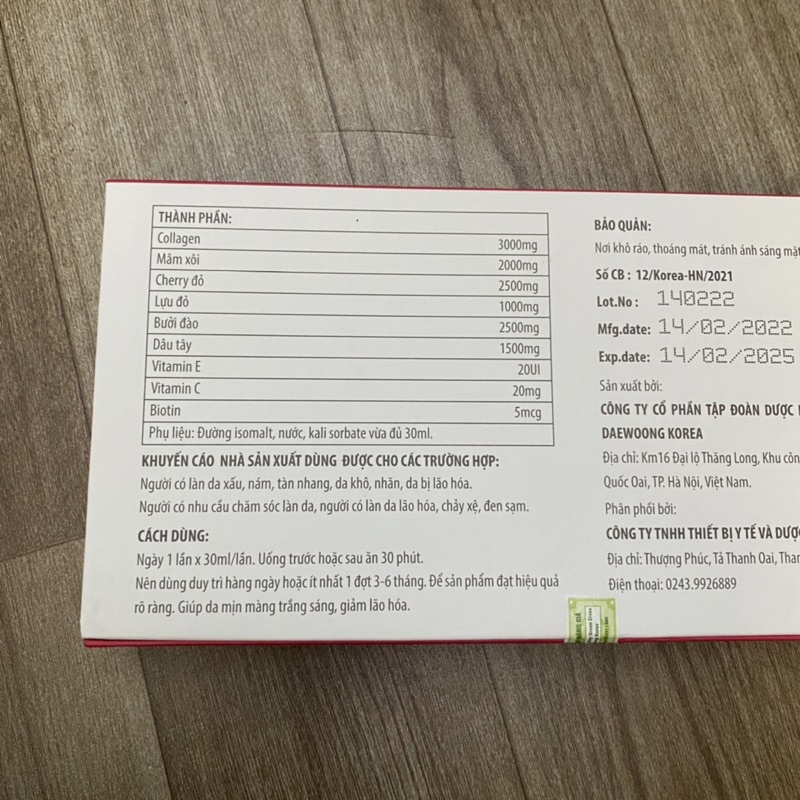 THÀNH PHẦN:
Collagen 3000mg
Mâm xôi 2000mg
Cherry đỏ 2500mg
Lựu đỏ 1000mg
Bưởi đào 2500mg
Dâu tây 1500mg
Vitamin E 20UI
Vitamin C 20mg
Biotin 5mcg
Phụ liệu: Đường isomalt, nước, kali sorbate vừa đủ 30ml.
KHUYẾN CÁO NHÀ SẢN XUẤT DÙNG ĐƯỢC CHO CÁC TRƯỜNG HỢP:
Người có làn da xấu, nám, tàn nhang, da khô, nhăn, da bị lão hóa.
Người có nhu cầu chăm sóc làn da, người có làn da lão hóa, chảy xệ, đen sạm.
CÁCH DÙNG:
Ngày 1 lần x 30ml/lần. Uống trước hoặc sau ăn 30 phút.
Nên dùng duy trì hàng ngày hoặc ít nhất 1 đợt 3-6 tháng. Để sản phẩm đạt hiệu quả
rõ ràng. Giúp da mịn màng trắng sáng, giảm lão hóa.
BẢO QUẢN:
Nơi khô ráo, thoáng mát, tránh ánh sáng mặt
Số CB : 12/Korea-HN/2021
Lot.No : 140222
Mfg.date: 14/02/2022
Exp.date: 14/02/2025
Sản xuất bởi:
CÔNG TY CỔ PHẦN TẬP ĐOÀN DƯỢC
DAEWOONG KOREA
Địa chỉ: Km16 Đại lộ Thăng Long, Khu côn
Quốc Oai, TP. Hà Nội, Việt Nam.
Phân phối bởi:
CÔNG TY TNHH THIẾT BỊ Y TẾ VÀ DƯỢ
Địa chỉ: Thượng Phúc, Tả Thanh Oai, Than
Điện thoại: 0243.9926889